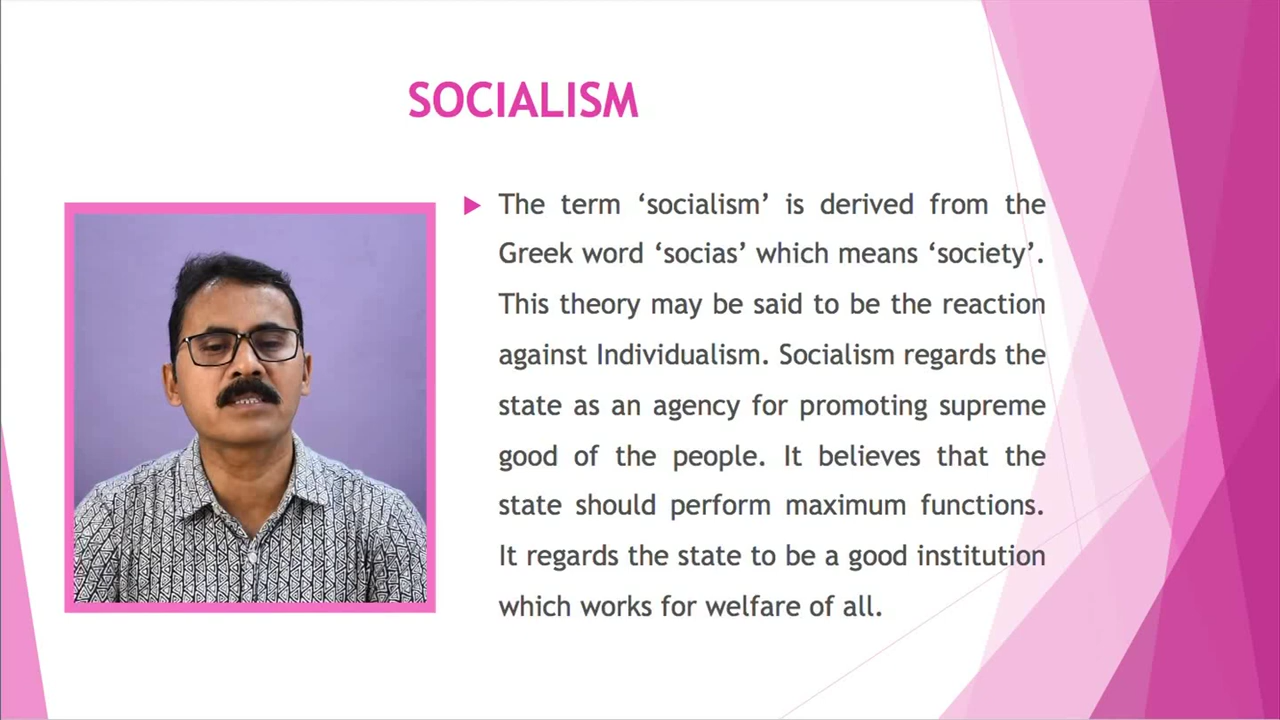 SOCIALISM
The term ‘socialism’ is derived from the
Greek word ‘socias’ which means ‘society’.
This theory may be said to be the reaction
against Individualism. Socialism regards the
state as an agency for promoting supreme
good of the people. It believes that the
state should perform maximum functions.
It regards the state to be a good institution
which works for welfare of all.